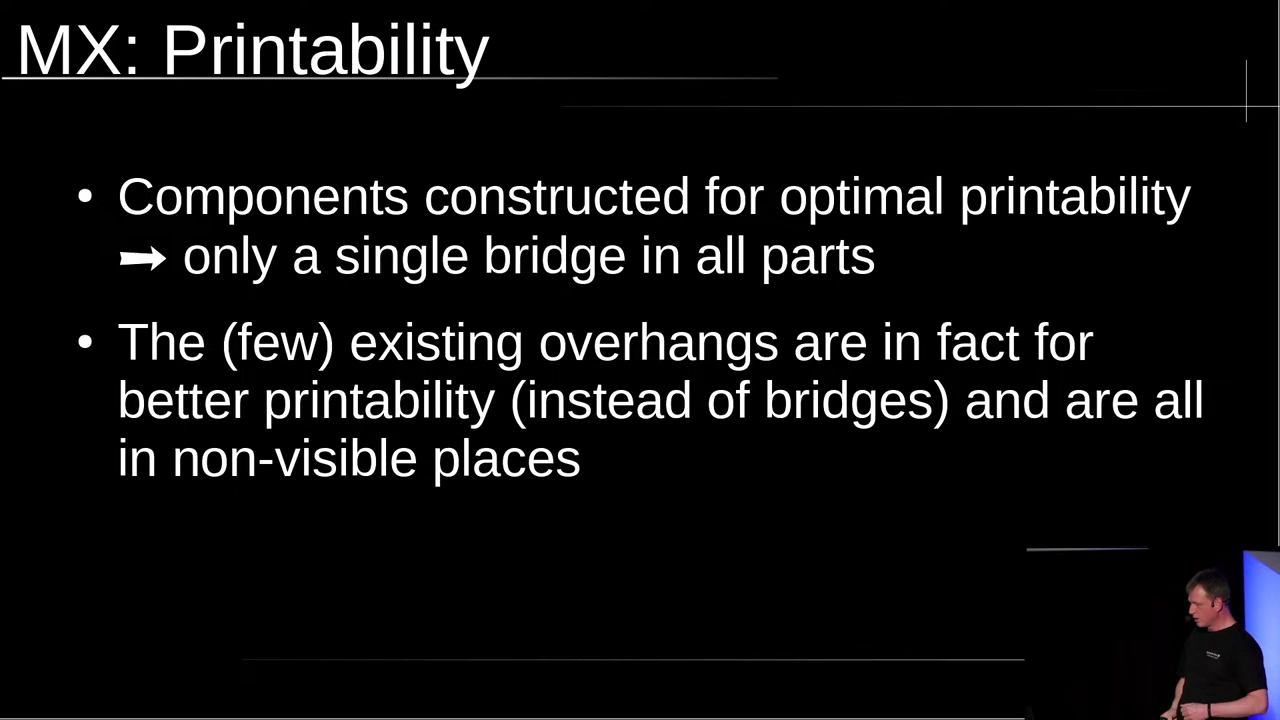 MX: Printability
• Components constructed for optimal printability
➡ only a single bridge in all parts
• The (few) existing overhangs are in fact for
better printability (instead of bridges) and are all
in non-visible places